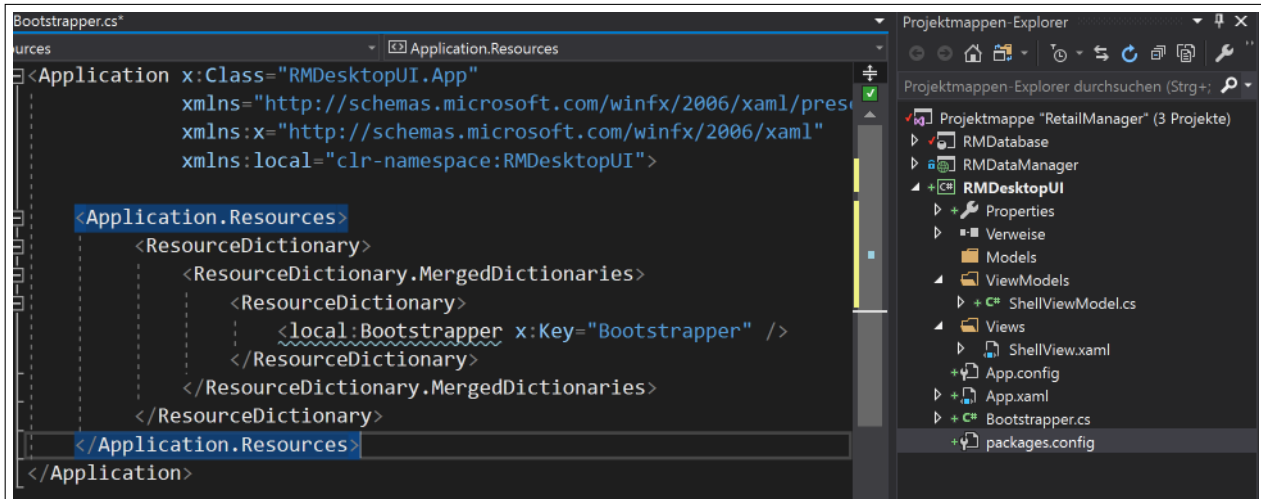 Bootstrapper.cs*
urces
Application.Resources
<Application x:Class="RMDesktopUI.App"
xmlns="http://schemas.microsoft.com/winfx/2006/xaml/prese
xmlns:x="http://schemas.microsoft.com/winfx/2006/xaml"
xmlns:local="clr-namespace:RMDesktopUI">
<Application.Resources>
<ResourceDictionary>
<ResourceDictionary.MergedDictionaries>
<ResourceDictionary>
<local:Bootstrapper x:Key="Bootstrapper" />
</ResourceDictionary>
</ResourceDictionary.MergedDictionaries>
</ResourceDictionary>
</Application.Resources>
</Application>
Projektmappen-Explorer
Projektmappen-Explorer durchsuchen (Strg+;
Projektmappe "RetailManager" (3 Projekte)
RMDatabase
RMDataManager
C# RMDesktopUI
Properties
Verweise
Models
ViewModels
C# ShellViewModel.cs
Views
ShellView.xaml
App.config
App.xaml
C# Bootstrapper.cs
packages.config